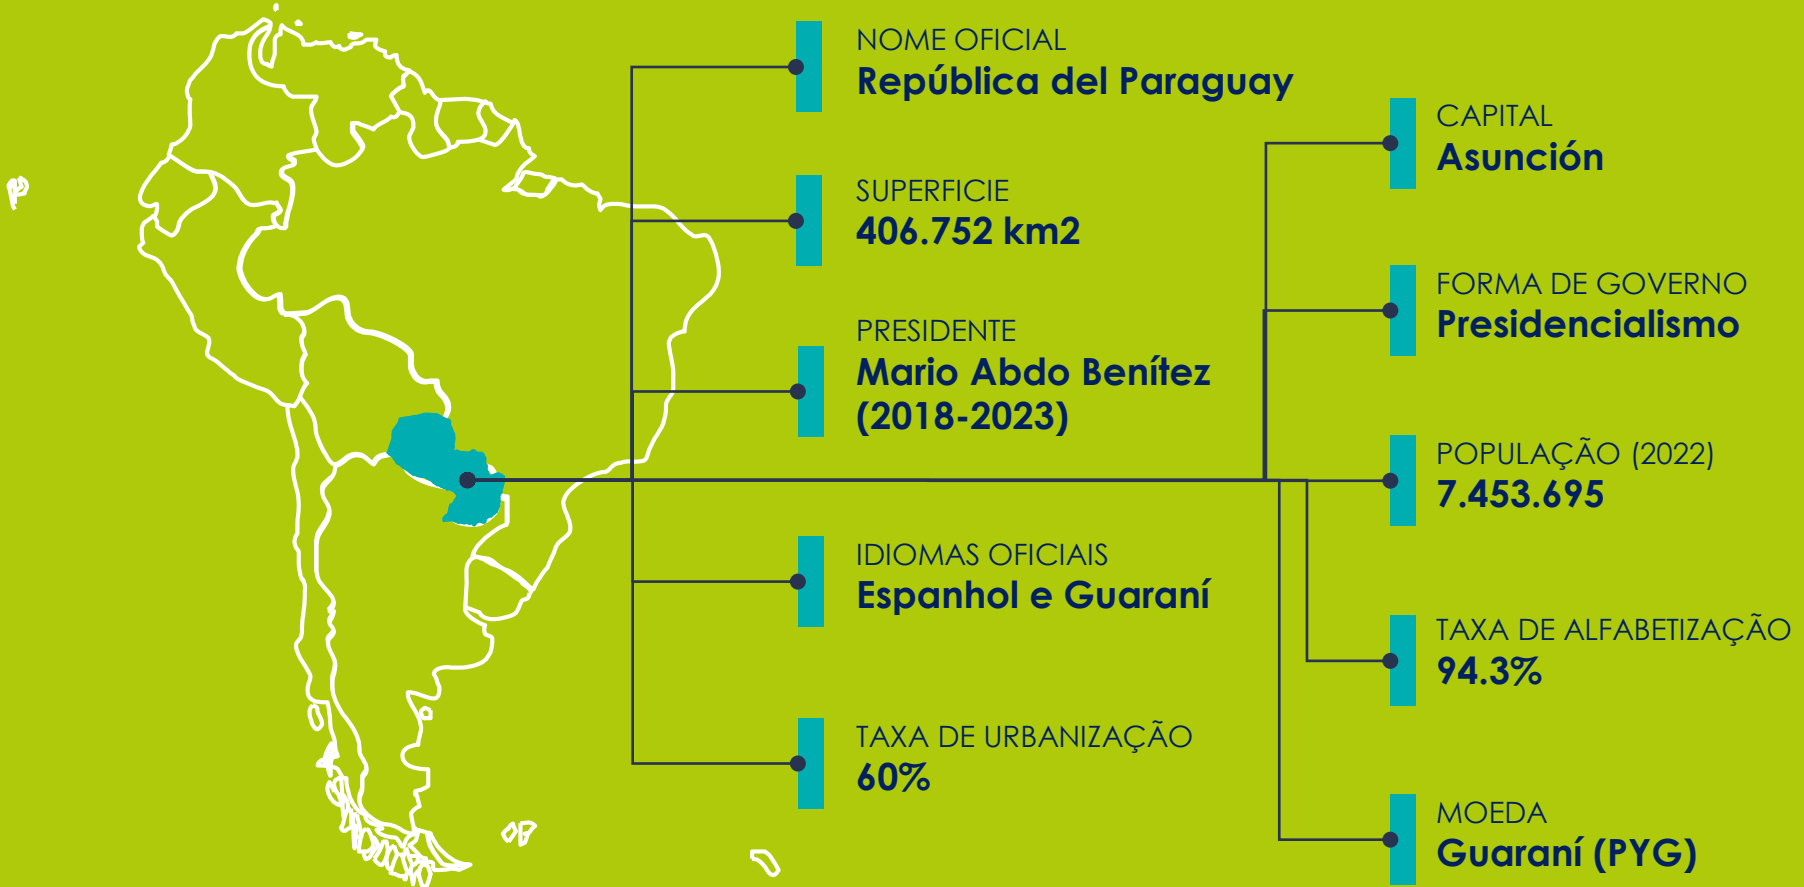 NOME OFICIAL
República del Paraguay
SUPERFICIE
406.752 km2
PRESIDENTE
Mario Abdo Benítez
(2018-2023)
IDIOMAS OFICIAIS
Espanhol e Guaraní
TAXA DE URBANIZAÇÃO
60%
CAPITAL
Asunción
FORMA DE GOVERNO
Presidencialismo
POPULAÇÃO (2022)
7.453.695
TAXA DE ALFABETIZAÇÃO
94.3%
MOEDA
Guaraní (PYG)